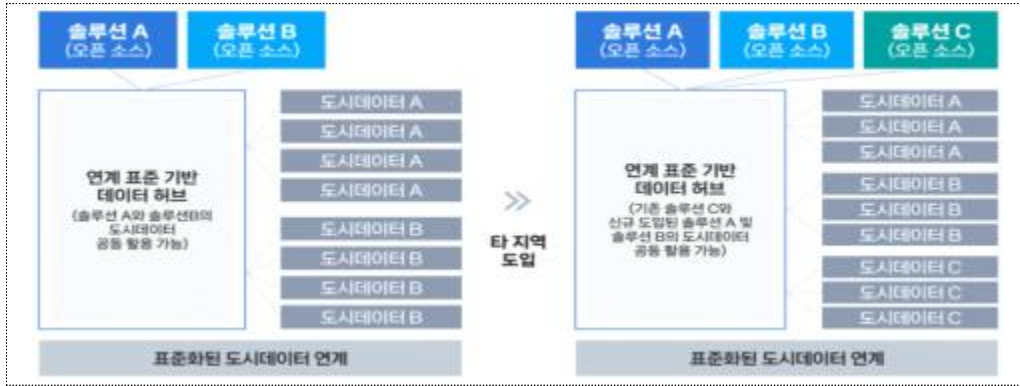 솔루션 A
(오픈 소스)
솔루션 B
(오픈 소스)
연계 표준 기반
데이터 허브
(솔루션 A와 솔루션B의
도시데이터
공동 활용 가능)
도시데이터 A
도시데이터 A
도시데이터 A
도시데이터 A
도시데이터 B
도시데이터 B
도시데이터 B
도시데이터 B
표준화된 도시데이터 연계
타 지역
도입
솔루션 A
(오픈 소스)
솔루션 B
(오픈 소스)
솔루션 C
(오픈 소스)
연계 표준 기반
데이터 허브
(기존 솔루션 C와
신규 도입된 솔루션 A 및
솔루션 B의 도시데이터
공동 활용 가능)
도시데이터 A
도시데이터 A
도시데이터 A
도시데이터 B
도시데이터 B
도시데이터 B
도시데이터 C
도시데이터 C
도시데이터 C
표준화된 도시데이터 연계